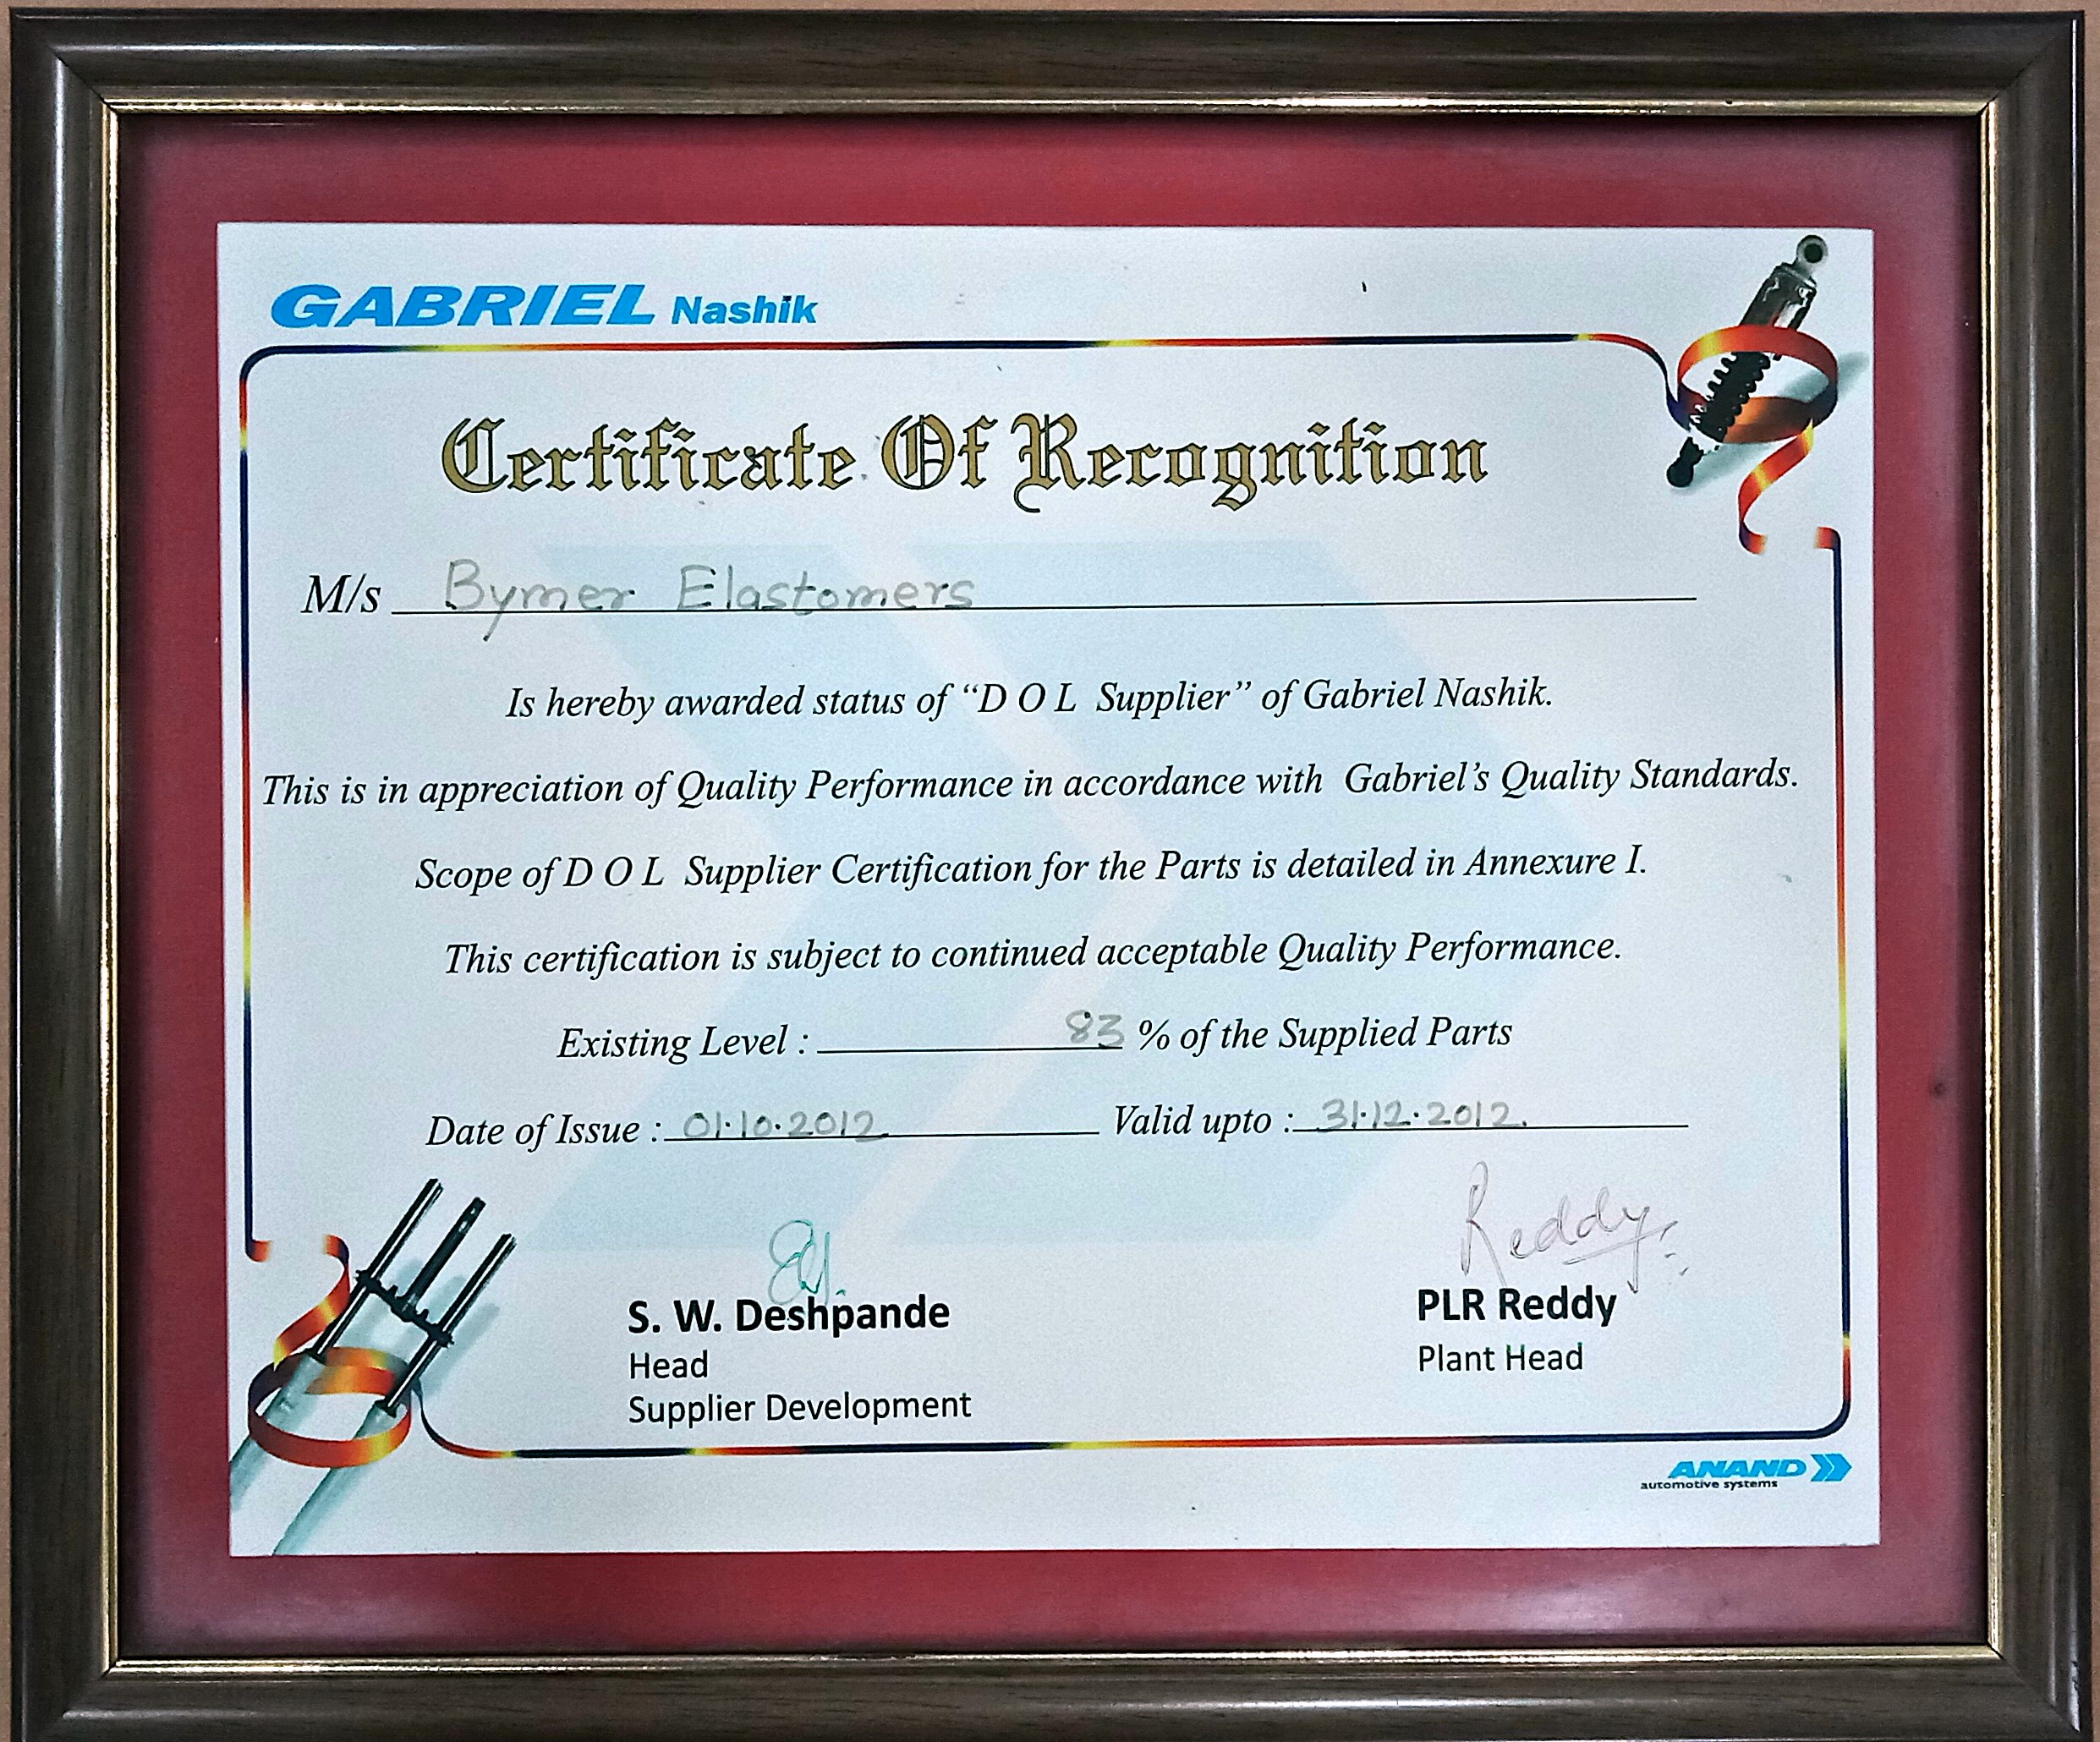 GABRIEL Nashik
Certificate Of Recognition
M/s Bymer Elastomers
Is hereby awarded status of “D O L Supplier” of Gabriel Nashik.
This is in appreciation of Quality Performance in accordance with Gabriel’s Quality Standards.
Scope of D O L Supplier Certification for the Parts is detailed in Annexure I.
This certification is subject to continued acceptable Quality Performance.
Existing Level : 83 % of the Supplied Parts
Date of Issue : 01.10.2012 Valid upto : 31.12.2012.
Reddy
S. W. Deshpande
Head
Supplier Development
PLR Reddy
Plant Head
ANAND
automotive systems